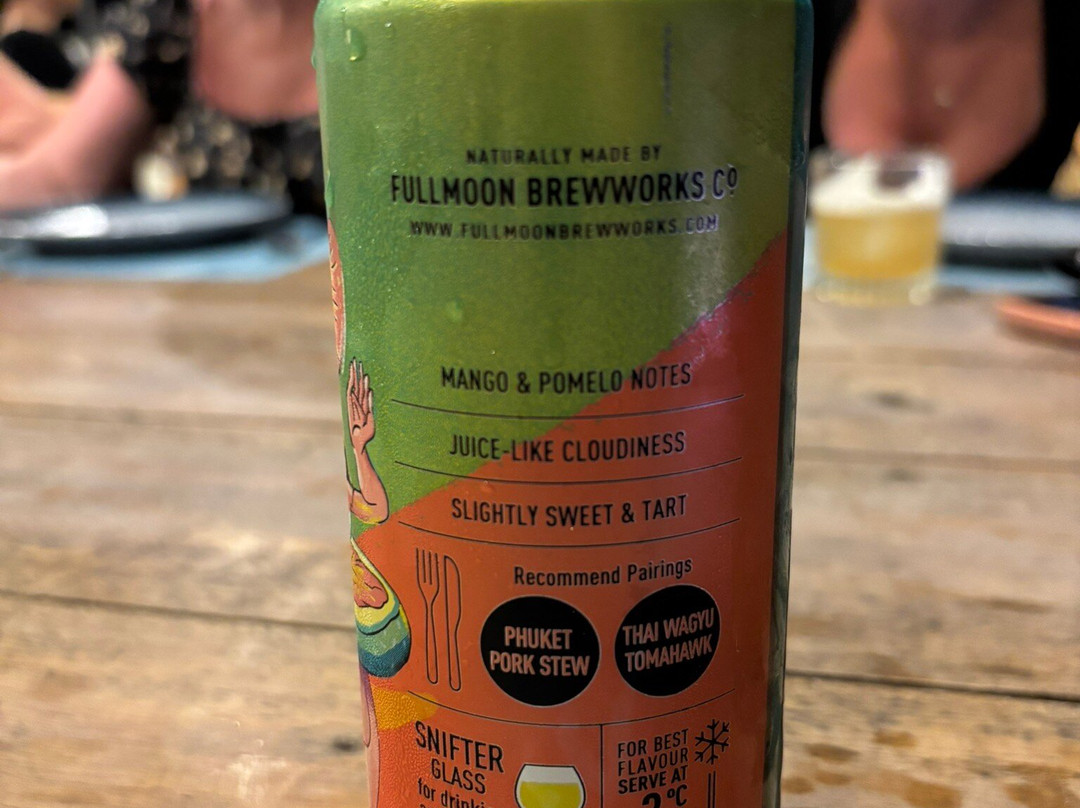 NATURALLY MADE BY
FULLMOON BREWWORKS Cº
WWW.FULLMOONBREWWORKS.COM
MANGO & POMELO NOTES
JUICE-LIKE CLOUDINESS
SLIGHTLY SWEET & TART
Recommend Pairings
PHUKET
PORK STEW
THAI WAGYU
TOMAHAWK
SNIFTER
GLASS
for
FOR BEST
FLAVOUR
SERVE AT
ºC